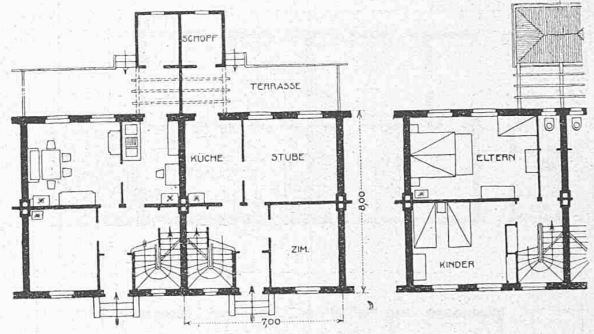 SCHOPF
TERRASSE
KÜCHE
STUBE
ELTERN
8,00
ZIM.
KINDER
7,00